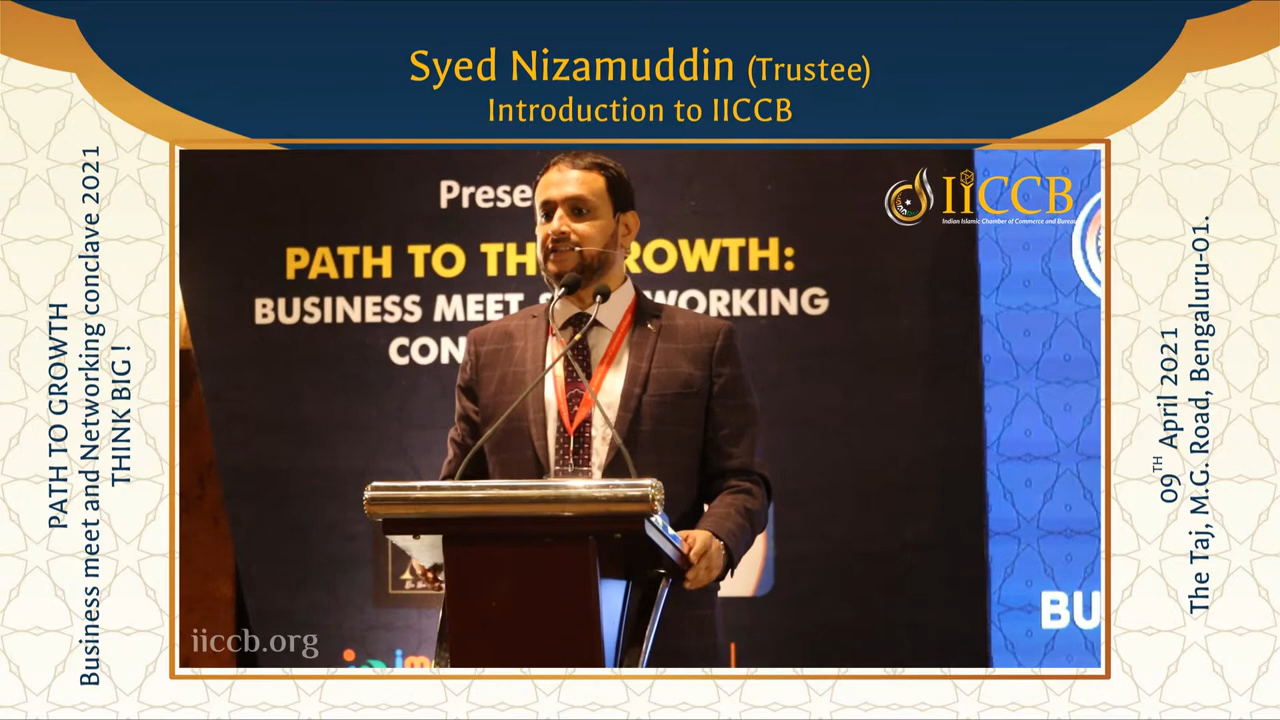 Syed Nizamuddin (Trustee)
Introduction to IICCB
PATH TO GROWTH
Business meet and Networking conclave 2021
THINK BIG !
Prese
PATH TO TH ROWTH:
BUSINESS MEET & WORKING
CON
IiCCB
Indian Islamic Chamber of Commerce and Bureau
BU
iiccb.org
09TH April 2021
The Taj, M.G. Road, Bengaluru-01.